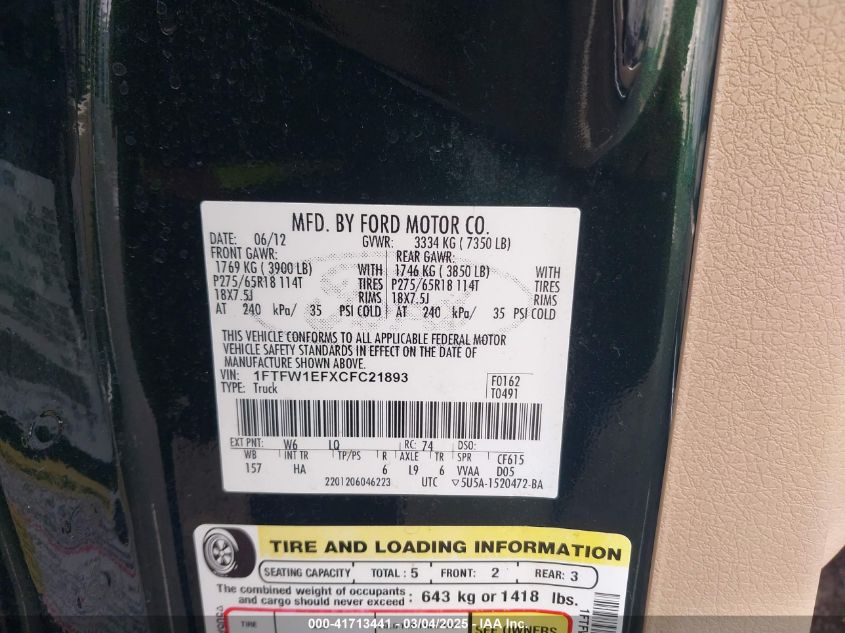 MFD. BY FORD MOTOR CO.
DATE: 06/12 GVWR: 3334 KG ( 7350 LB)
FRONT GAWR: REAR GAWR:
1769 KG ( 3900 LB) WITH 1746 KG ( 3850 LB) WITH
P275/65R18 114T TIRES P275/65R18 114T TIRES
18X7.5J RIMS 18X7.5J RIMS
AT 240 kPa/ 35 PSI COLD AT 240 kPa/ 35 PSI COLD
THIS VEHICLE CONFORMS TO ALL APPLICABLE FEDERAL MOTOR
VEHICLE SAFETY STANDARDS IN EFFECT ON THE DATE OF
MANUFACTURE SHOWN ABOVE.
VIN: 1FTFW1EFXCFC21893 F0162
TYPE: Truck T0491
EXT PNT: W6 LQ RC: 74 DSO:
WB INT TR TP/PS R AXLE TR SPR CF615
157 HA 6 L9 6 VVAA D05
2201206046223 UTC ▽5U5A-1520472-BA
TIRE AND LOADING INFORMATION
SEATING CAPACITY TOTAL : 5 FRONT: 2 REAR: 3
The combined weight of occupants
and cargo should never exceed : 643 kg or 1418 lbs.
TIRE
SEE OWNERS
000-41713441 - 03/04/2025 - IAA Inc.